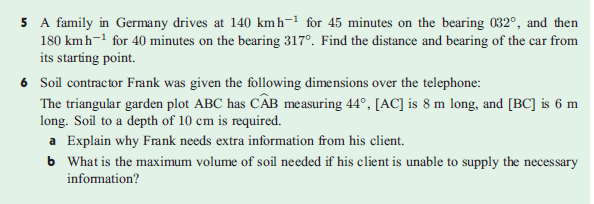 5 A family in Germany drives at 140 km h⁻¹ for 45 minutes on the bearing 032°, and then
180 km h⁻¹ for 40 minutes on the bearing 317°. Find the distance and bearing of the car from
its starting point.
6 Soil contractor Frank was given the following dimensions over the telephone:
The triangular garden plot ABC has CÂB measuring 44°, [AC] is 8 m long, and [BC] is 6 m
long. Soil to a depth of 10 cm is required.
a Explain why Frank needs extra information from his client.
b What is the maximum volume of soil needed if his client is unable to supply the necessary
information?